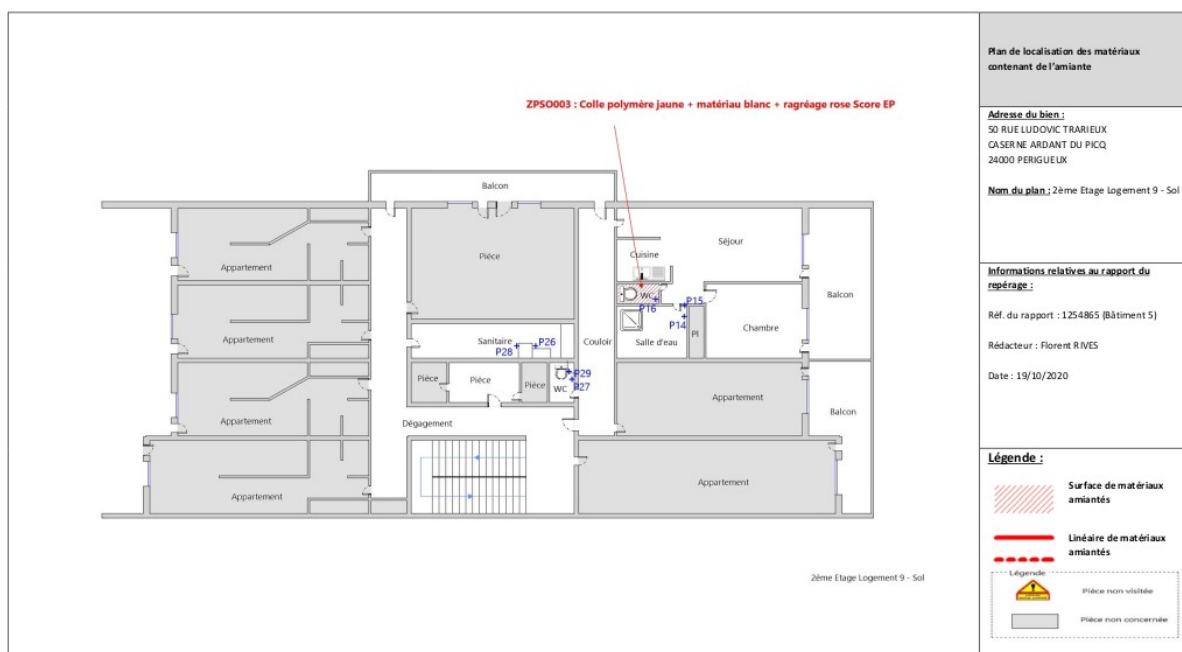 ZPSO003 : Colle polymère jaune + matériau blanc + ragréage rose Score EP
Balcon
Séjour
Cuisine
Pièce
Appartement
WC
P16
P15
P14
Balcon
Chambre
Pl
Salle d'eau
Couloir
Appartement
Sanitaire
P28
P26
Pièce
Pièce
Pièce
WC
P29
P27
Appartement
Balcon
Appartement
Dégagement
Appartement
Appartement
2ème Etage Logement 9 - Sol
Plan de localisation des matériaux
contenant de l'amiante
Adresse du bien :
50 RUE LUDOVIC TRARIEUX
CASERNE ARDANT DU PICQ
24000 PERIGUEUX
Nom du plan : 2ème Etage Logement 9 - Sol
Informations relatives au rapport du
repérage :
Réf. du rapport : 1254865 (Bâtiment 5)
Rédacteur : Florent RIVES
Date : 19/10/2020
Légende :
Surface de matériaux
amiantés
Linéaire de matériaux
amiantés
Légende
Pièce non visitée
Pièce non concernée